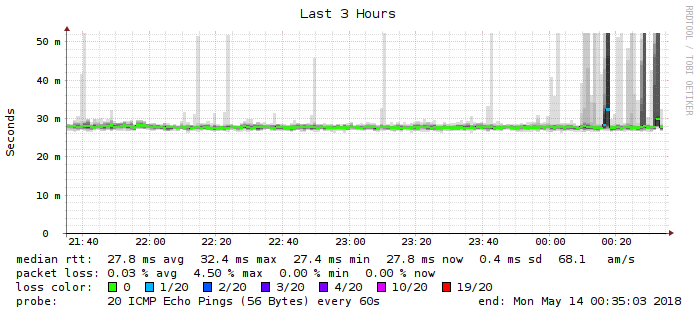 Last 3 Hours
RRDTOOL / TOBI OETIKER
Seconds
50 m
40 m
30 m
20 m
10 m
0
21:40 22:00 22:20 22:40 23:00 23:20 23:40 00:00 00:20
median rtt: 27.8 ms avg 32.4 ms max 27.4 ms min 27.8 ms now 0.4 ms sd 68.1 am/s
packet loss: 0.03 % avg 4.50 % max 0.00 % min 0.00 % now
loss color: 0 1/20 2/20 3/20 4/20 10/20 19/20
probe: 20 ICMP Echo Pings (56 Bytes) every 60s end: Mon May 14 00:35:03 2018